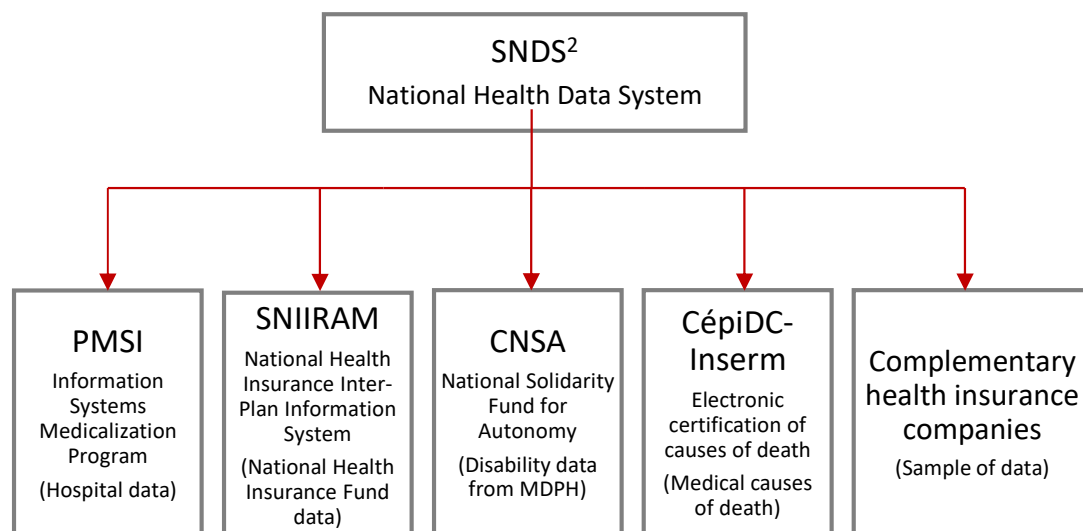 SNDS²
National Health Data System
PMSI
Information
Systems
Medicalization
Program
(Hospital data)
SNIIRAM
National Health
Insurance Inter-
Plan Information
System
(National Health
Insurance Fund
data)
CNSA
National Solidarity
Fund for
Autonomy
(Disability data
from MDPH)
CépiDC-
Inserm
Electronic
certification of
causes of death
(Medical causes
of death)
Complementary
health insurance
companies
(Sample of data)